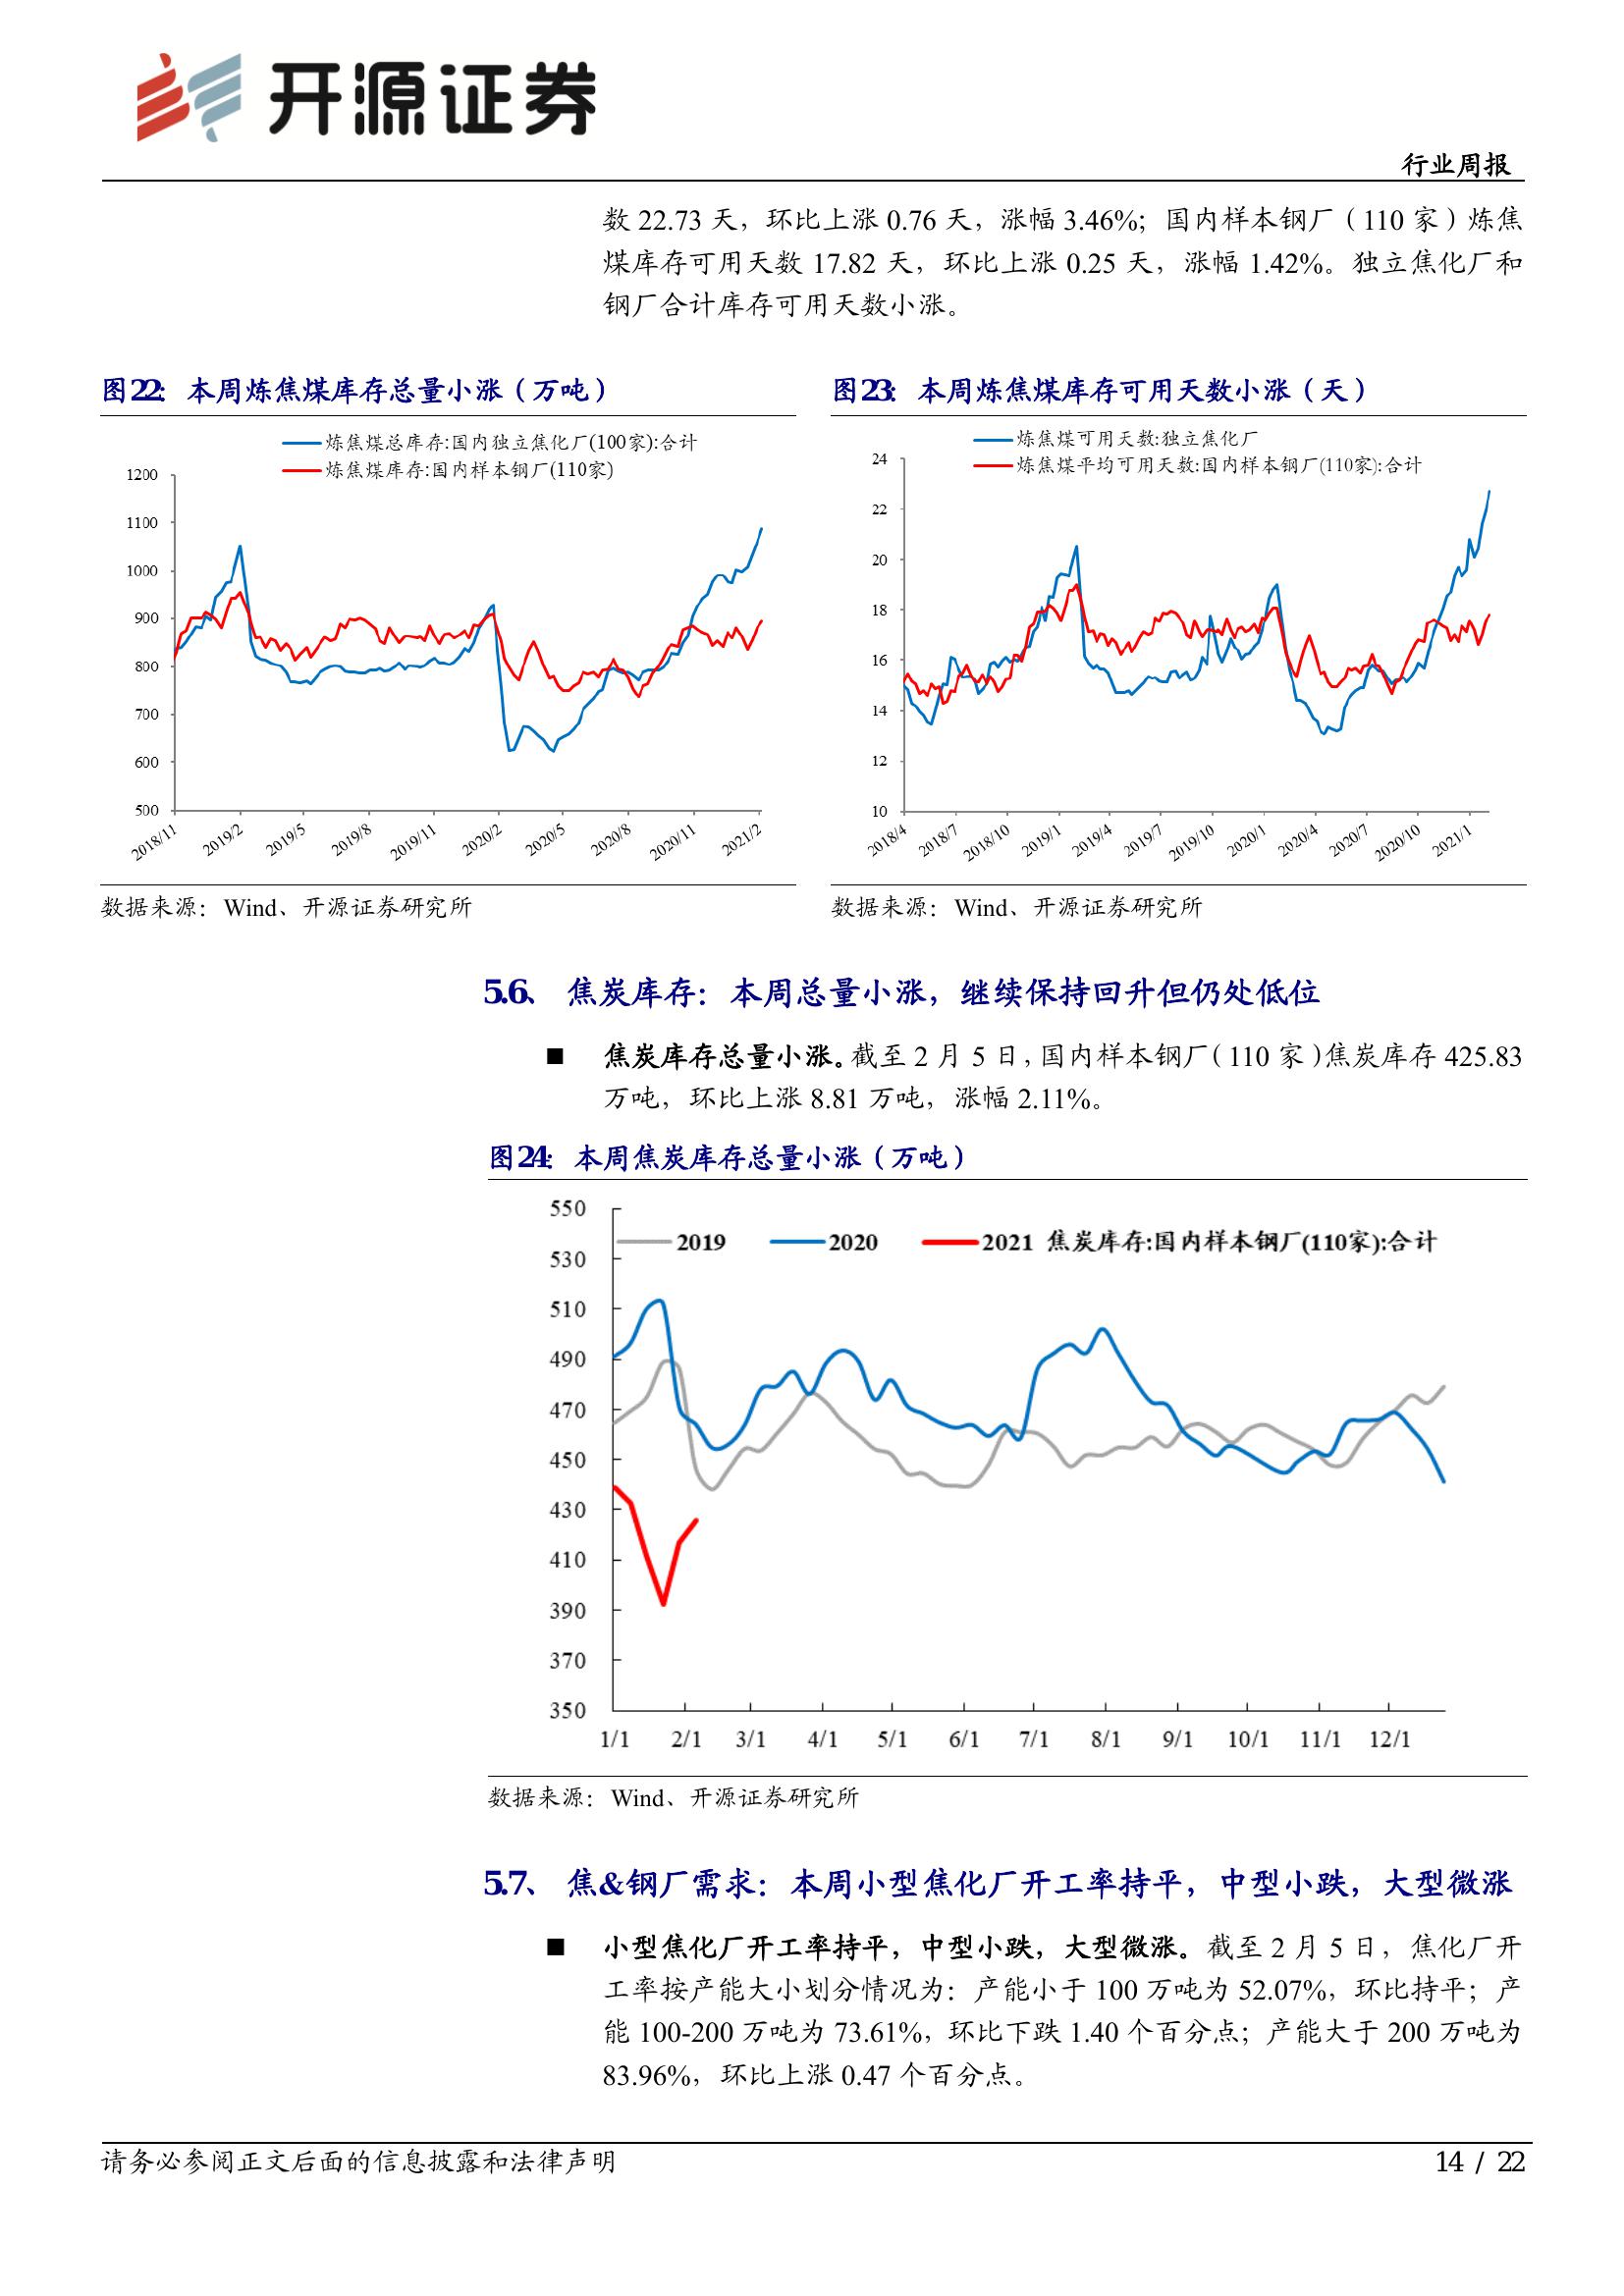 开源证券
行业周报
数 22.73 天，环比上涨 0.76 天，涨幅 3.46%；国内样本钢厂（110 家）炼焦
煤库存可用天数 17.82 天，环比上涨 0.25 天，涨幅 1.42%。独立焦化厂和
钢厂合计库存可用天数小涨。
图22： 本周炼焦煤库存总量小涨（万吨）
炼焦煤总库存:国内独立焦化厂(100家):合计
炼焦煤库存:国内样本钢厂(110家)
1200
1100
1000
900
800
700
600
500
2018/11 2019/2 2019/5 2019/8 2019/11 2020/2 2020/5 2020/8 2020/11 2021/2
数据来源：Wind、开源证券研究所
图23： 本周炼焦煤库存可用天数小涨（天）
炼焦煤可用天数:独立焦化厂
炼焦煤平均可用天数:国内样本钢厂(110家):合计
24
22
20
18
16
14
12
10
2018/4 2018/7 2018/10 2019/1 2019/4 2019/7 2019/10 2020/1 2020/4 2020/7 2020/10 2021/1
数据来源：Wind、开源证券研究所
5.6、 焦炭库存：本周总量小涨，继续保持回升但仍处低位
■ 焦炭库存总量小涨。截至 2 月 5 日，国内样本钢厂（110 家）焦炭库存 425.83
万吨，环比上涨 8.81 万吨，涨幅 2.11%。
图24： 本周焦炭库存总量小涨（万吨）
2019 2020 2021 焦炭库存:国内样本钢厂(110家):合计
550
530
510
490
470
450
430
410
390
370
350
1/1 2/1 3/1 4/1 5/1 6/1 7/1 8/1 9/1 10/1 11/1 12/1
数据来源：Wind、开源证券研究所
5.7、 焦&钢厂需求：本周小型焦化厂开工率持平，中型小跌，大型微涨
■ 小型焦化厂开工率持平，中型小跌，大型微涨。截至 2 月 5 日，焦化厂开
工率按产能大小划分情况为：产能小于 100 万吨为 52.07%，环比持平；产
能 100-200 万吨为 73.61%，环比下跌 1.40 个百分点；产能大于 200 万吨为
83.96%，环比上涨 0.47 个百分点。
请务必参阅正文后面的信息披露和法律声明
14 / 22